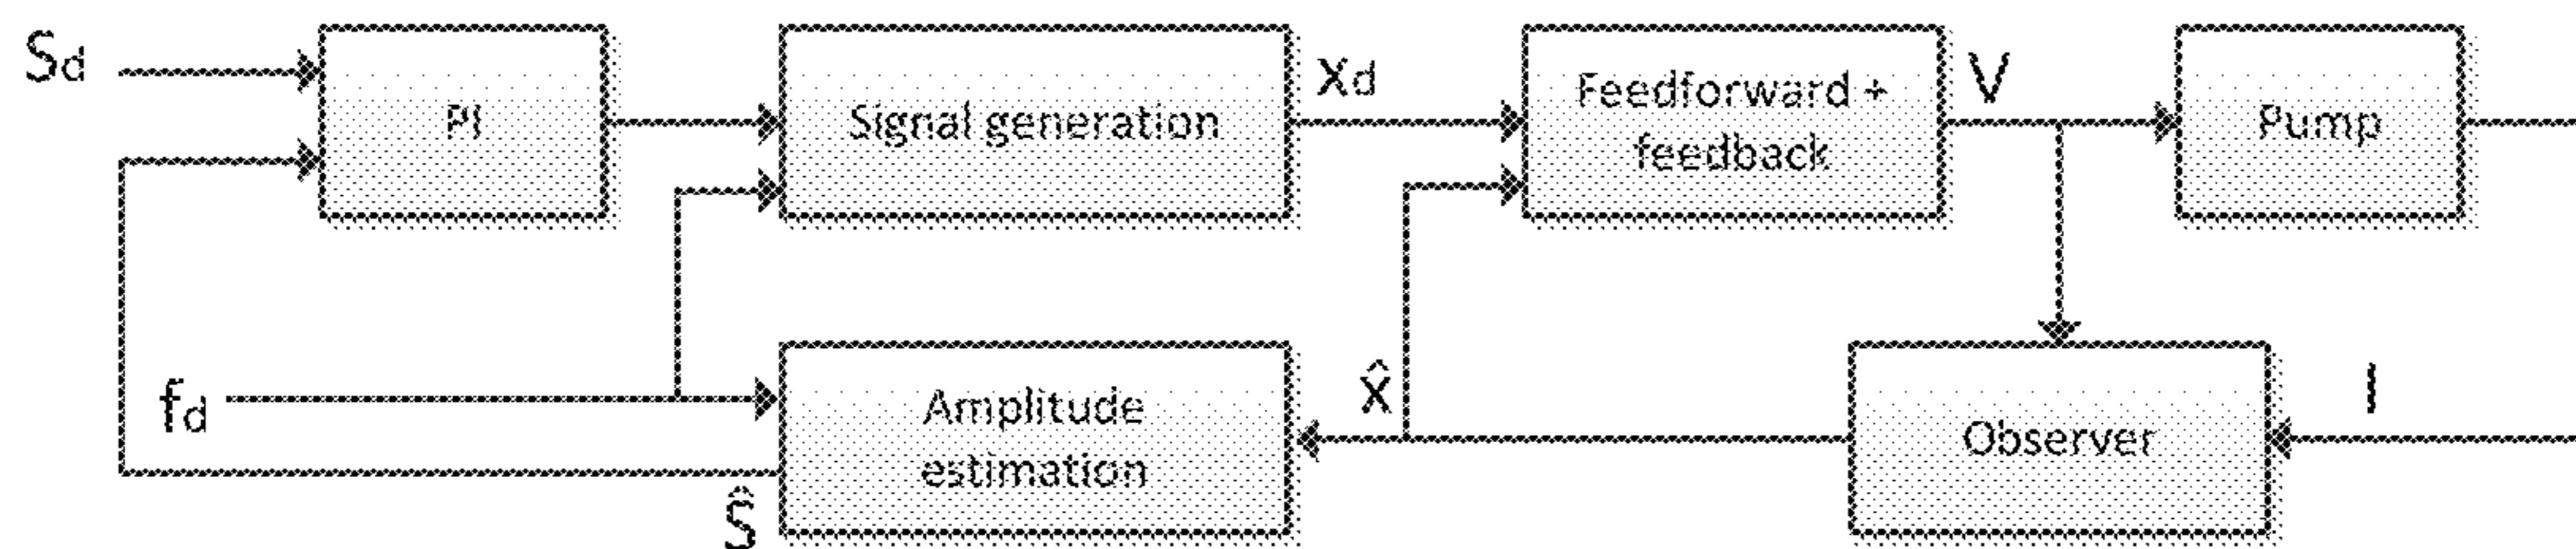 Sd
PI
Signal generation
xd
Feedforward +
feedback
V
Pump
fd
Amplitude
estimation
x̂
Observer
I
Ŝ